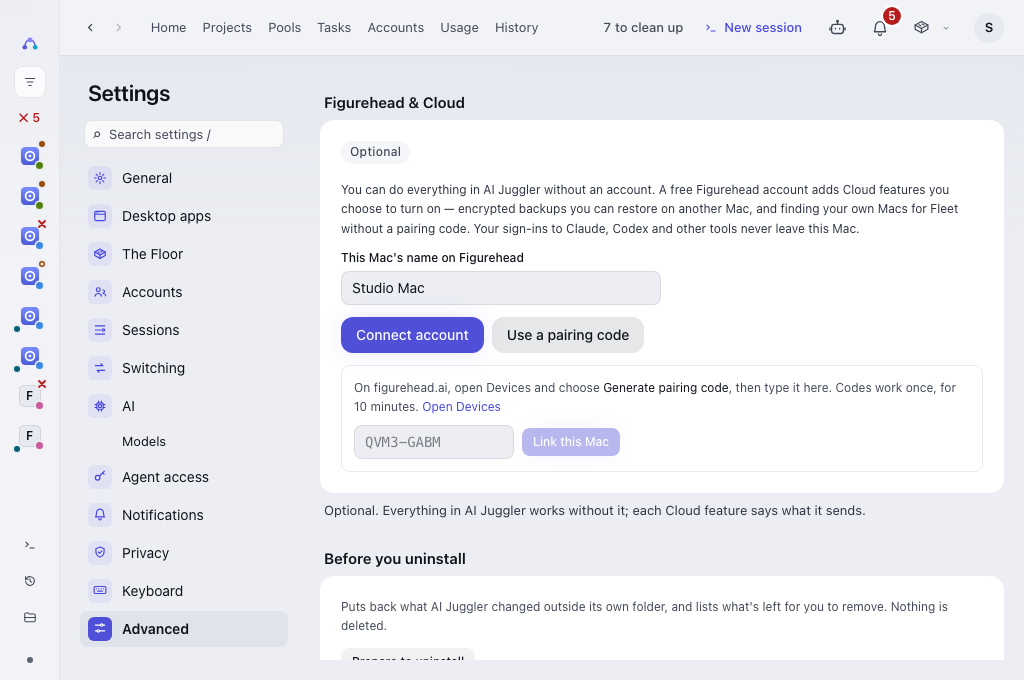 Home Projects Pools Tasks Accounts Usage History
7 to clean up
New session
5
S
5
F
F
Settings
Search settings /
General
Desktop apps
The Floor
Accounts
Sessions
Switching
AI
Models
Agent access
Notifications
Privacy
Keyboard
Advanced
Figurehead & Cloud
Optional
You can do everything in AI Juggler without an account. A free Figurehead account adds Cloud features you
choose to turn on — encrypted backups you can restore on another Mac, and finding your own Macs for Fleet
without a pairing code. Your sign-ins to Claude, Codex and other tools never leave this Mac.
This Mac's name on Figurehead
Studio Mac
Connect account
Use a pairing code
On figurehead.ai, open Devices and choose Generate pairing code, then type it here. Codes work once, for
10 minutes. Open Devices
QVM3-GABM
Link this Mac
Optional. Everything in AI Juggler works without it; each Cloud feature says what it sends.
Before you uninstall
Puts back what AI Juggler changed outside its own folder, and lists what's left for you to remove. Nothing is
deleted.
Prepare to uninstall